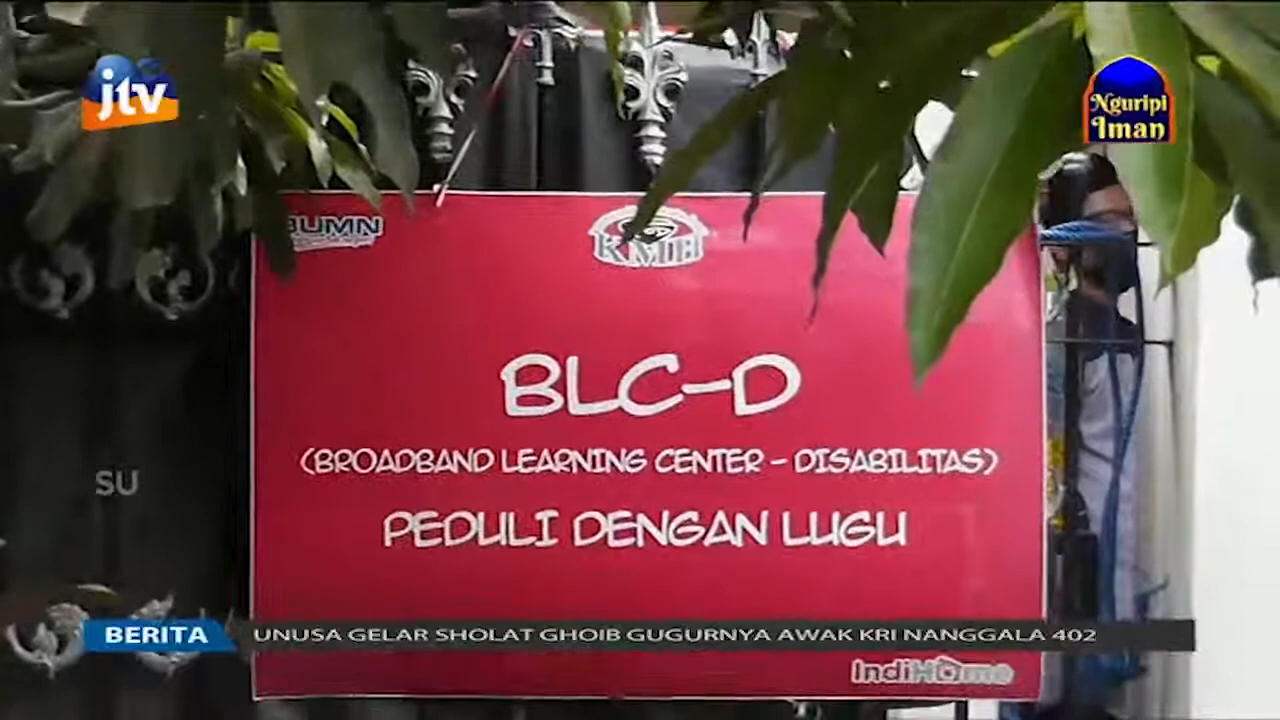 jtv
Nguripi
Iman
BUMN
KMIB
BLC-D
(BROADBAND LEARNING CENTER - DISABILITAS)
PEDULI DENGAN LUGU
SU
BERITA
UNUSA GELAR SHOLAT GHOIB GUGURNYA AWAK KRI NANGGALA 402
IndiHome